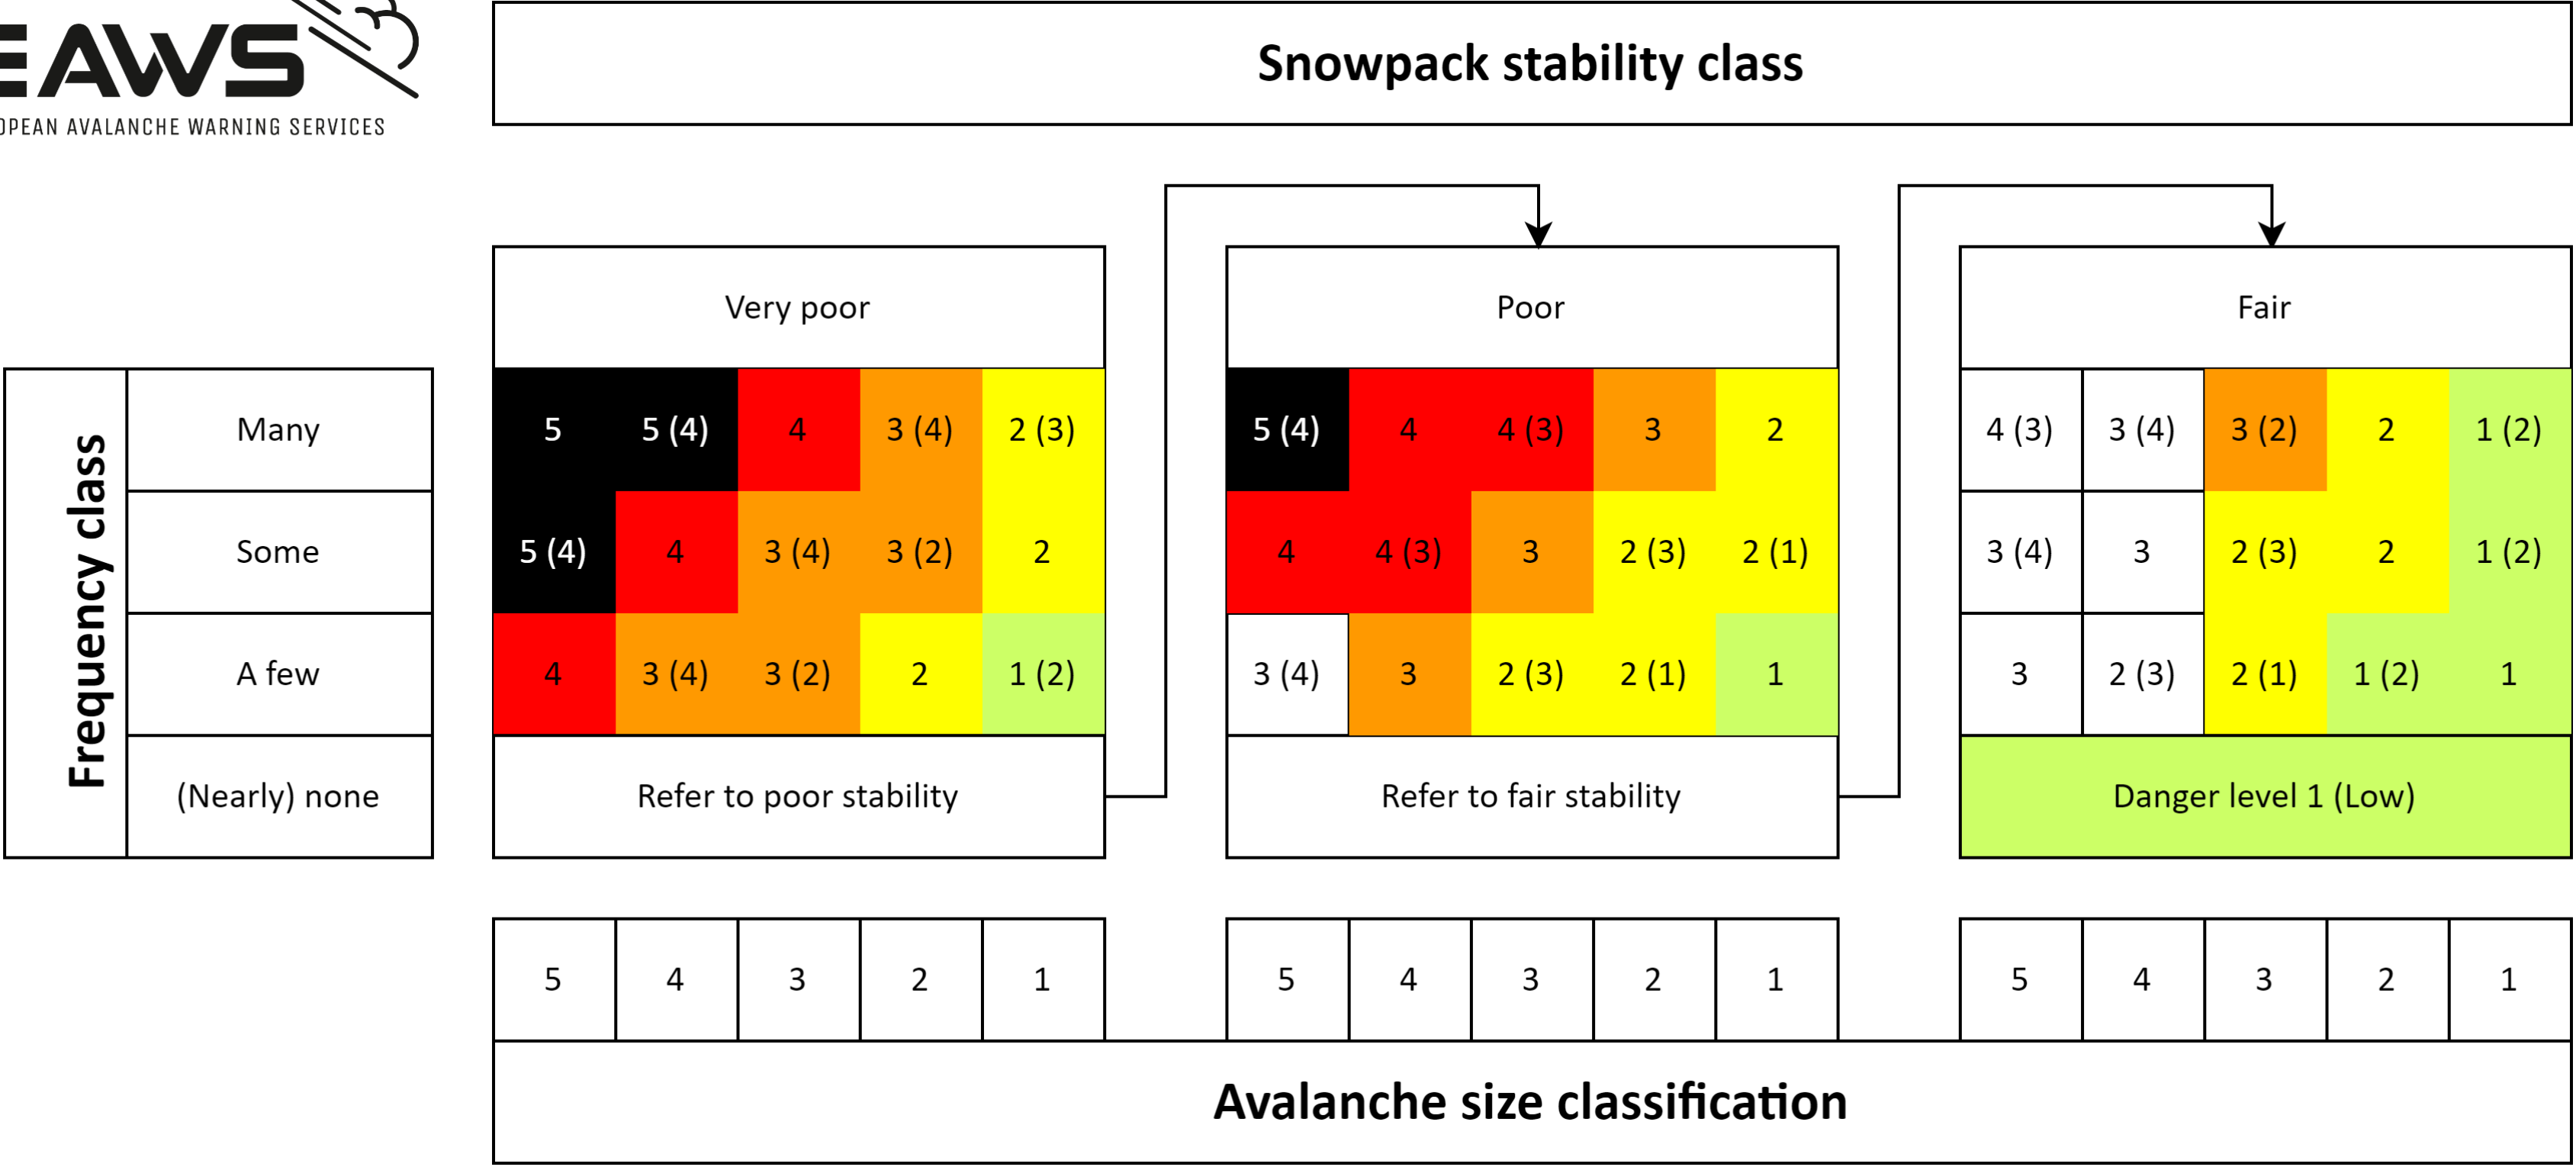 EAWS
OPEAN AVALANCHE WARNING SERVICES
Snowpack stability class
Very poor Poor Fair
Frequency class
Many 5 5 (4) 4 3 (4) 2 (3) 5 (4) 4 4 (3) 3 2 4 (3) 3 (4) 3 (2) 2 1 (2)
Some 5 (4) 4 3 (4) 3 (2) 2 4 4 (3) 3 2 (3) 2 (1) 3 (4) 3 2 (3) 2 1 (2)
A few 4 3 (4) 3 (2) 2 1 (2) 3 (4) 3 2 (3) 2 (1) 1 3 2 (3) 2 (1) 1 (2) 1
(Nearly) none Refer to poor stability Refer to fair stability Danger level 1 (Low)
5 4 3 2 1 5 4 3 2 1 5 4 3 2 1
Avalanche size classification